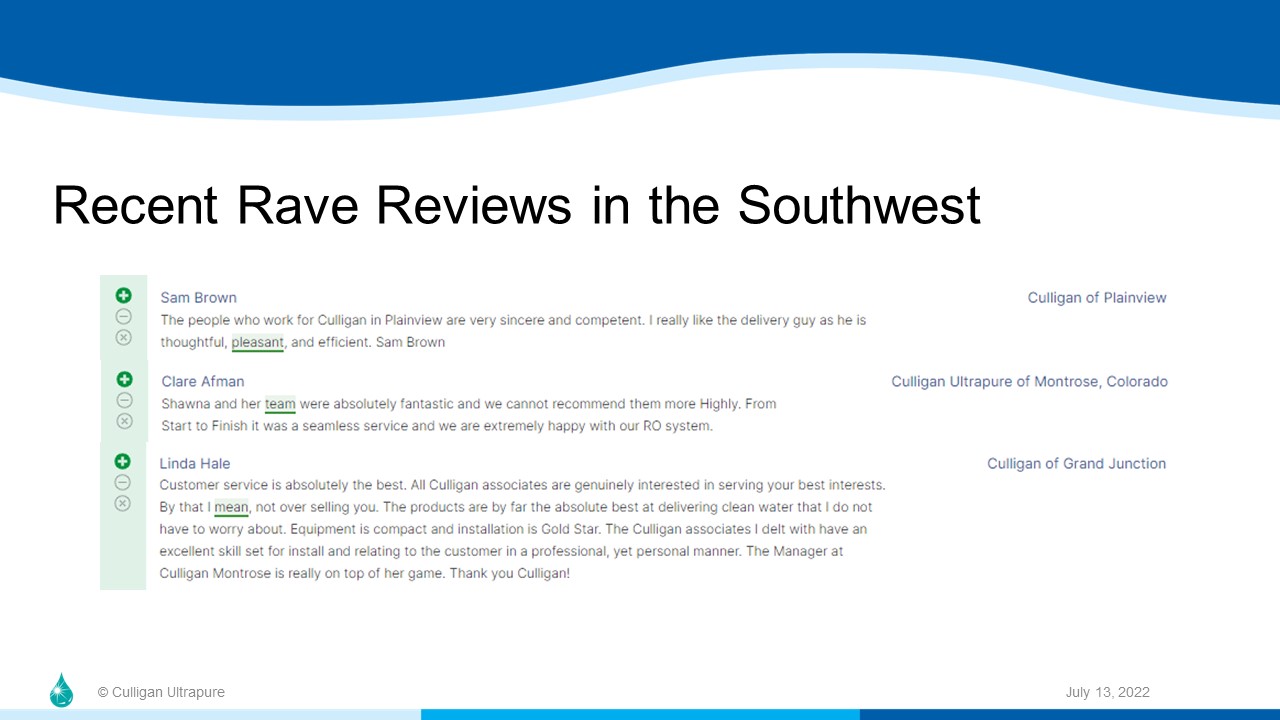 Recent Rave Reviews in the Southwest
Sam Brown
Culligan of Plainview
The people who work for Culligan in Plainview are very sincere and competent. I really like the delivery guy as he is
thoughtful, pleasant, and efficient. Sam Brown
Clare Afman
Culligan Ultrapure of Montrose, Colorado
Shawna and her team were absolutely fantastic and we cannot recommend them more Highly. From
Start to Finish it was a seamless service and we are extremely happy with our RO system.
Linda Hale
Culligan of Grand Junction
Customer service is absolutely the best. All Culligan associates are genuinely interested in serving your best interests.
By that I mean, not over selling you. The products are by far the absolute best at delivering clean water that I do not
have to worry about. Equipment is compact and installation is Gold Star. The Culligan associates I delt with have an
excellent skill set for install and relating to the customer in a professional, yet personal manner. The Manager at
Culligan Montrose is really on top of her game. Thank you Culligan!
© Culligan Ultrapure
July 13, 2022